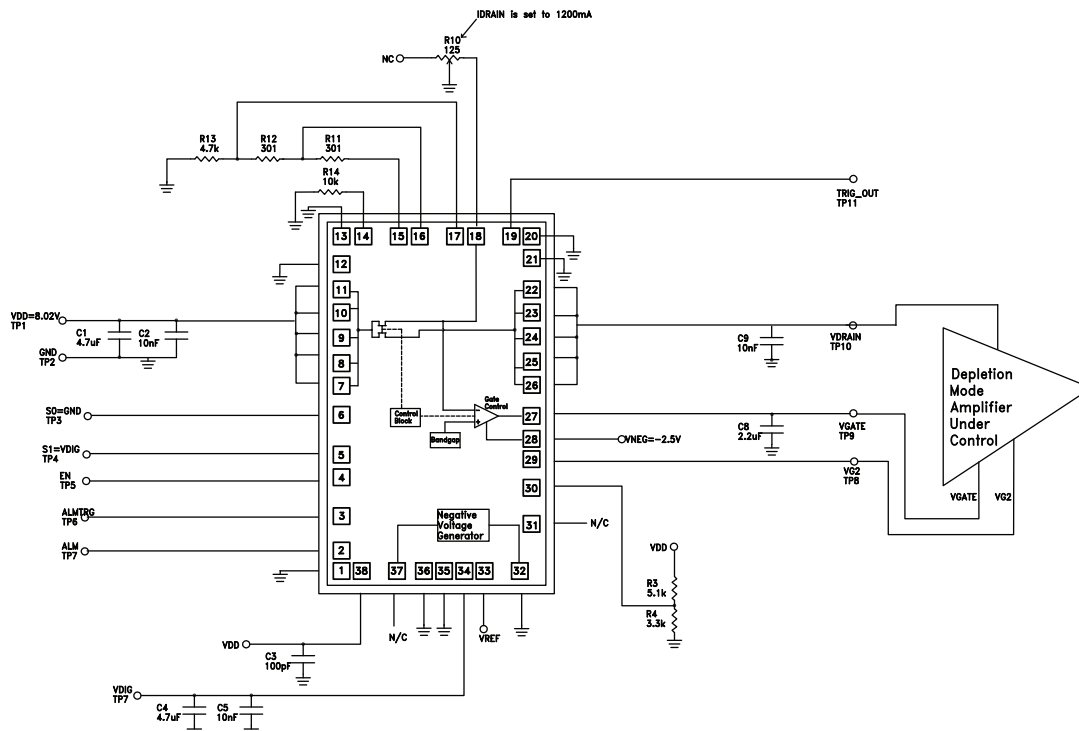 IDRAIN is set to 1200mA
R10
125
NC
R13
4.7k
R12
301
R11
301
R14
10k
TRIG_OUT
TP11
13
14
15
16
17
18
19
20
12
21
11
22
10
23
9
24
8
25
7
26
VDD=8.02V
TP1
C1
4.7uF
C2
10nF
GND
TP2
C9
10nF
VDRAIN
TP10
Depletion
Mode
Amplifier
Under
Control
Control
Block
Gate
Control
−
+
Bandgap
S0=GND
TP3
6
27
C8
2.2uF
VGATE
TP9
S1=VDIG
TP4
5
28
VNEG=−2.5V
29
VG2
TP8
EN
TP5
4
30
VGATE
VG2
ALMTRG
TP6
3
Negative
Voltage
Generator
31
N/C
ALM
TP7
2
VDD
1
38
37
36
35
34
33
32
R3
5.1k
R4
3.3k
VDD
C3
100pF
N/C
VREF
VDIG
TP7
C4
4.7uF
C5
10nF